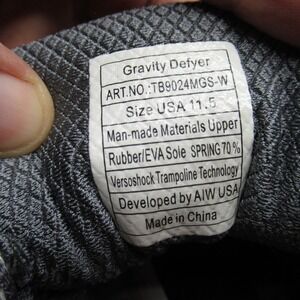 Gravity Defyer
ART.NO.:TB9024MGS-W
Size USA 11.5
Man-made Materials Upper
Rubber/EVA Sole SPRING 70%
Versoshock Trampoline Technology
Developed by AIW USA
Made in China